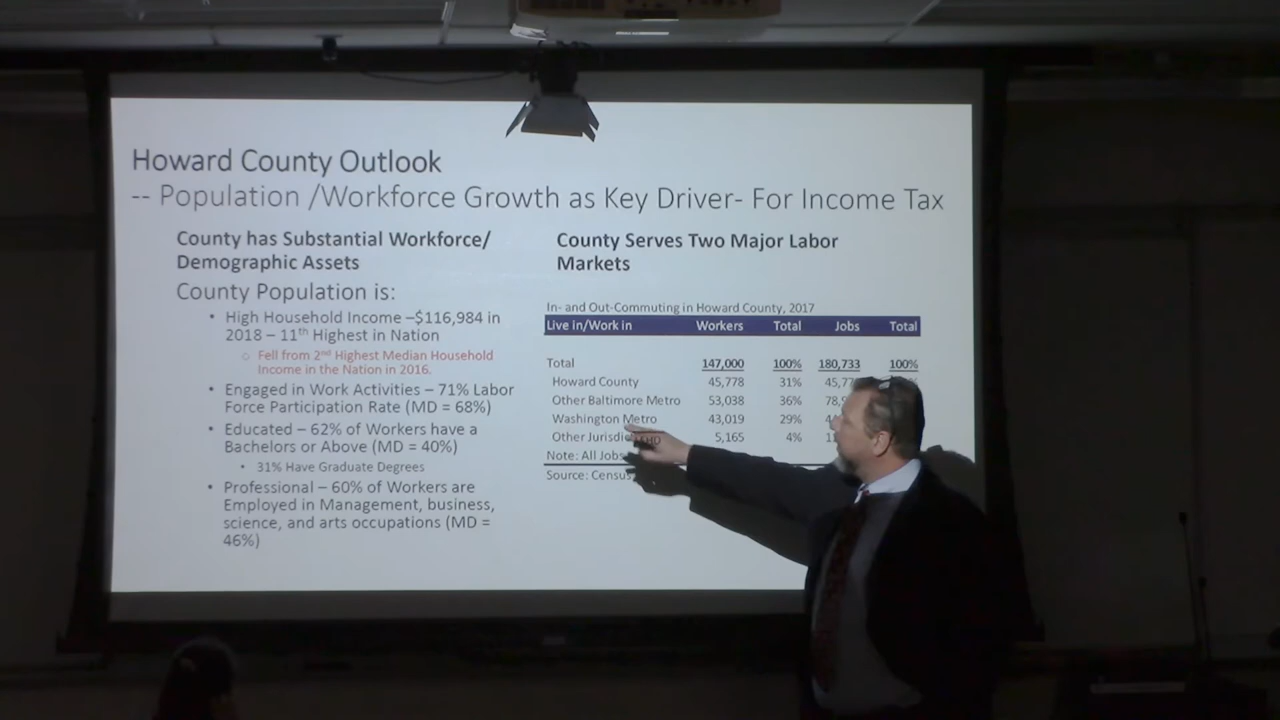 Howard County Outlook
-- Population /Workforce Growth as Key Driver- For Income Tax
County has Substantial Workforce/
Demographic Assets
County Population is:
• High Household Income –$116,984 in
2018 – 11th Highest in Nation
○ Fell from 2nd Highest Median Household
Income in the Nation in 2016.
• Engaged in Work Activities – 71% Labor
Force Participation Rate (MD = 68%)
• Educated – 62% of Workers have a
Bachelors or Above (MD = 40%)
• 31% Have Graduate Degrees
• Professional – 60% of Workers are
Employed in Management, business,
science, and arts occupations (MD =
46%)
County Serves Two Major Labor
Markets
In- and Out-Commuting in Howard County, 2017
Live in/Work in Workers Total Jobs Total
Total 147,000 100% 180,733 100%
Howard County 45,778 31%
Other Baltimore Metro 53,038 36%
Washington Metro 43,019 29%
Other 5,165 4%
Note: All Jobs
Source: Census